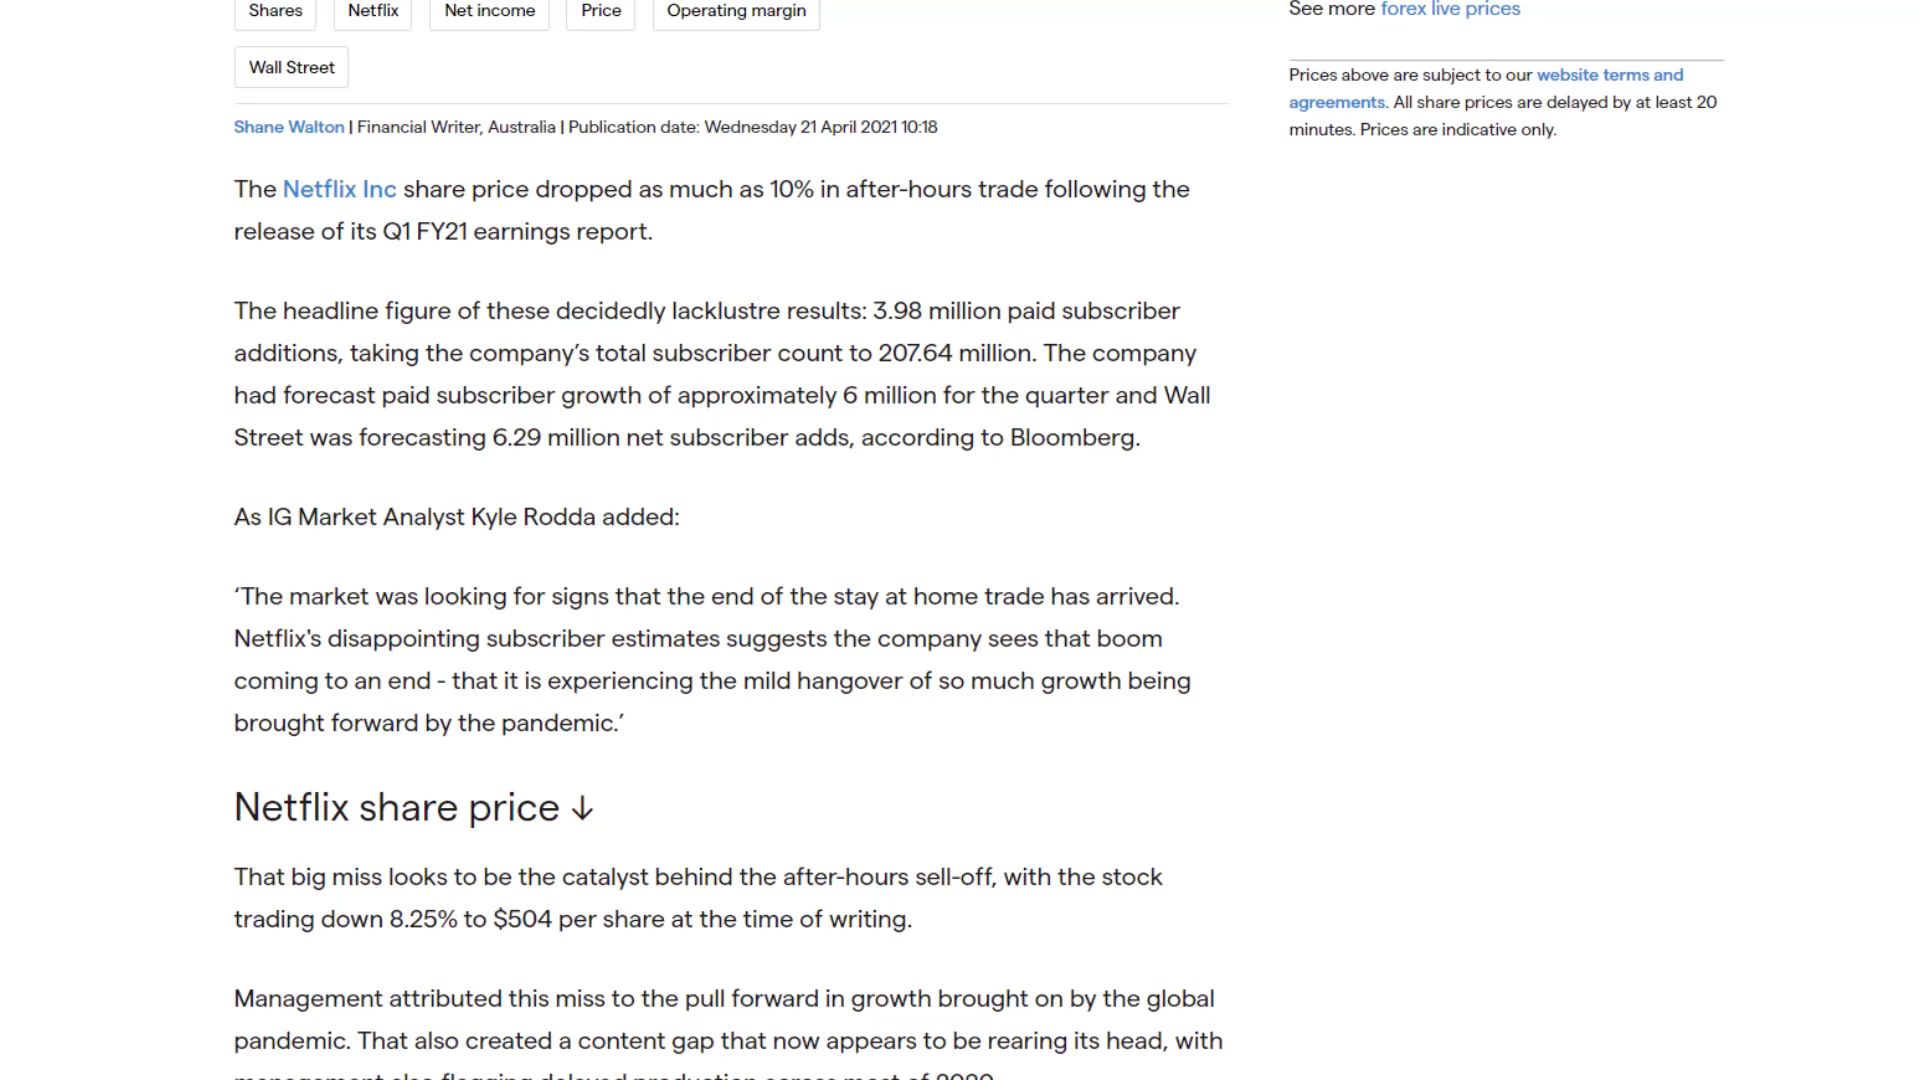 Shares Netflix Net income Price Operating margin
Wall Street
Shane Walton | Financial Writer, Australia | Publication date: Wednesday 21 April 2021 10:18
The Netflix Inc share price dropped as much as 10% in after-hours trade following the
release of its Q1 FY21 earnings report.
The headline figure of these decidedly lacklustre results: 3.98 million paid subscriber
additions, taking the company’s total subscriber count to 207.64 million. The company
had forecast paid subscriber growth of approximately 6 million for the quarter and Wall
Street was forecasting 6.29 million net subscriber adds, according to Bloomberg.
As IG Market Analyst Kyle Rodda added:
‘The market was looking for signs that the end of the stay at home trade has arrived.
Netflix's disappointing subscriber estimates suggests the company sees that boom
coming to an end - that it is experiencing the mild hangover of so much growth being
brought forward by the pandemic.’
Netflix share price ↓
That big miss looks to be the catalyst behind the after-hours sell-off, with the stock
trading down 8.25% to $504 per share at the time of writing.
Management attributed this miss to the pull forward in growth brought on by the global
pandemic. That also created a content gap that now appears to be rearing its head, with
management also flagging delayed production across most of 2020.
See more forex live prices
Prices above are subject to our website terms and
agreements. All share prices are delayed by at least 20
minutes. Prices are indicative only.